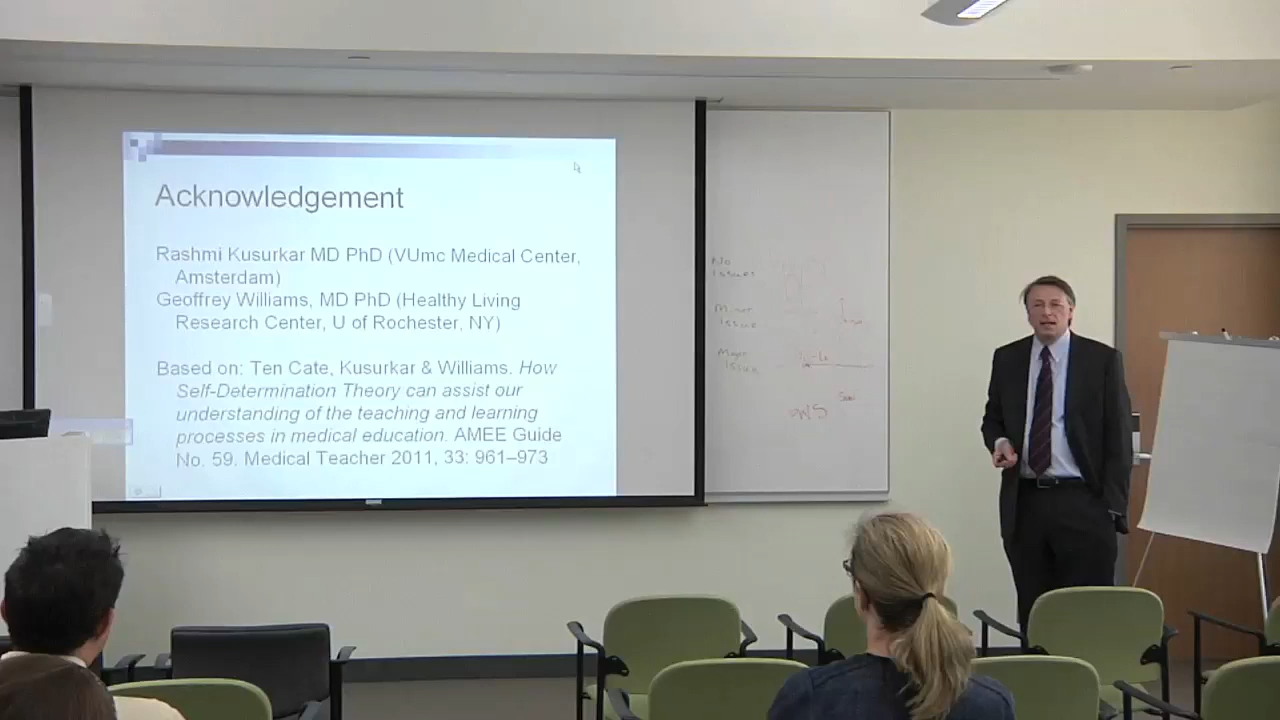 Acknowledgement
Rashmi Kusurkar MD PhD (VUmc Medical Center,
Amsterdam)
Geoffrey Williams, MD PhD (Healthy Living
Research Center, U of Rochester, NY)
Based on: Ten Cate, Kusurkar & Williams. How
Self-Determination Theory can assist our
understanding of the teaching and learning
processes in medical education. AMEE Guide
No. 59. Medical Teacher 2011, 33: 961–973
No
Issues
Minor
Issue
Major
Issue